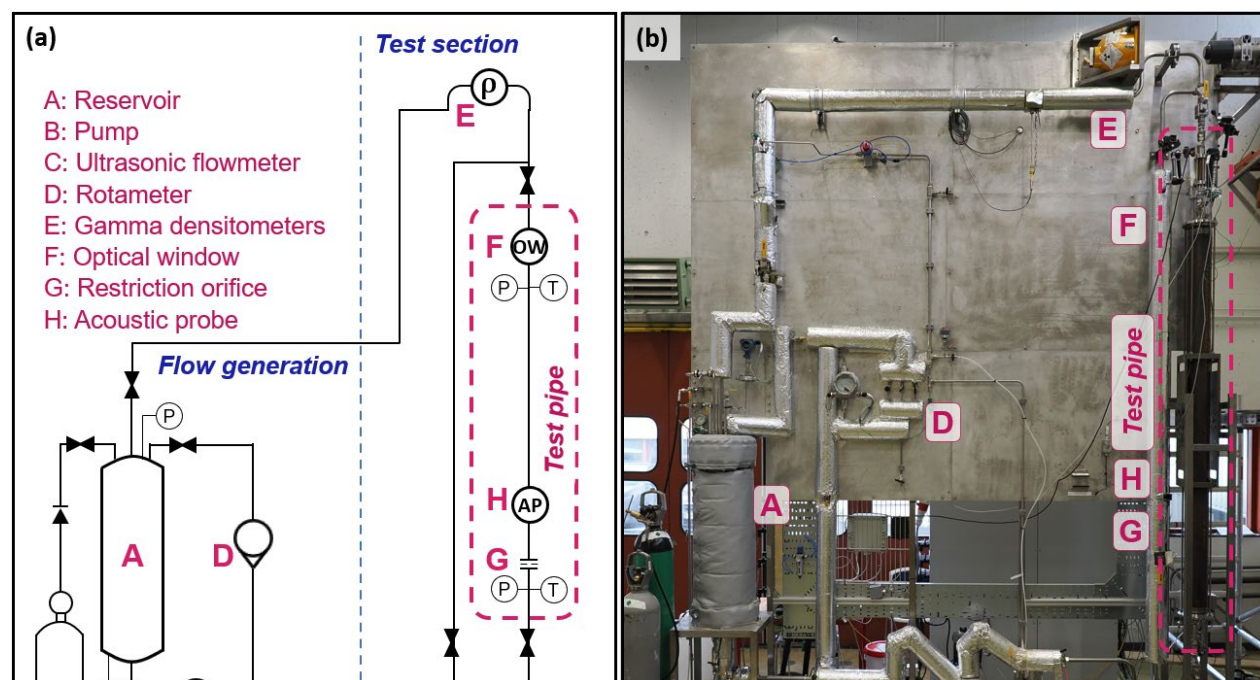 (a)
Test section
ρ
E
A: Reservoir
B: Pump
C: Ultrasonic flowmeter
D: Rotameter
E: Gamma densitometers
F: Optical window
G: Restriction orifice
H: Acoustic probe
F
OW
P
T
Flow generation
Test pipe
P
H
AP
A
D
G
P
T
(b)
E
F
Test pipe
D
H
A
G